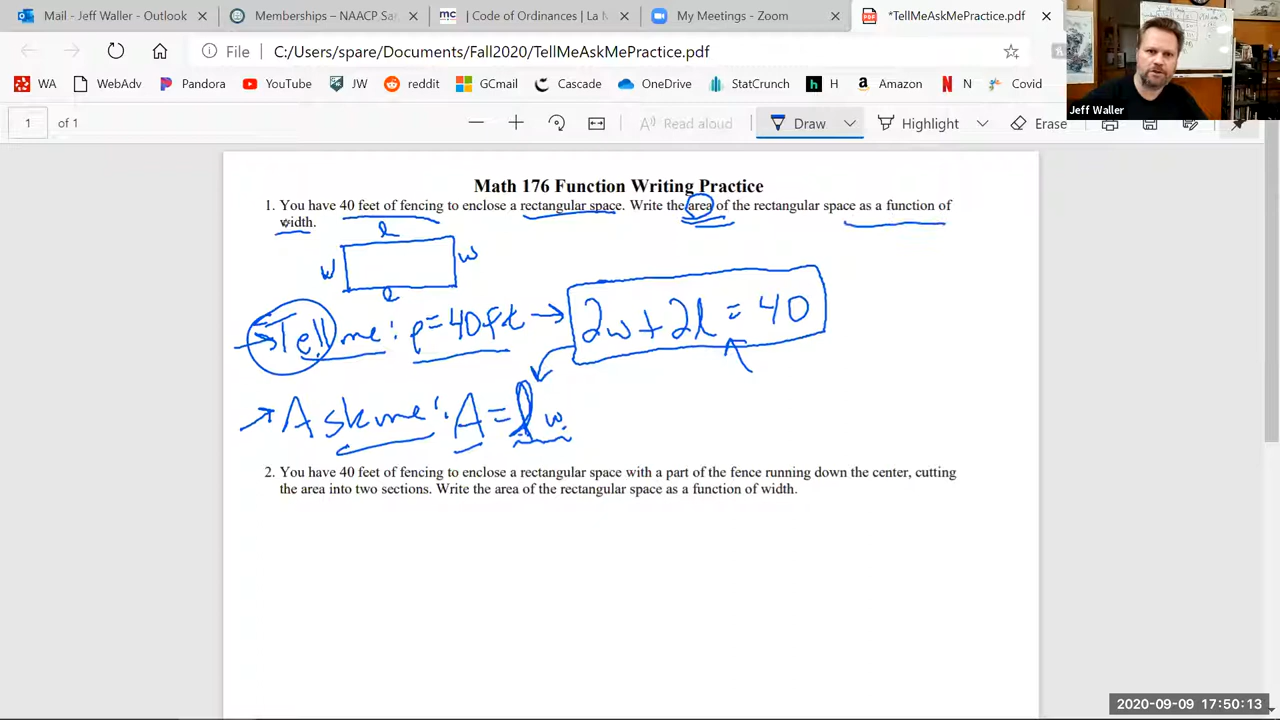 Mail - Jeff Waller - Outlook
Memberships - NAACP Sa
Code of Ordinances | La
My Meetings - Zoom
*TellMeAskMePractice.pdf
File
C:/Users/spare/Documents/Fall2020/TellMeAskMePractice.pdf
WA
WebAdv
Pandora
YouTube
JW
reddit
GCmail
Cascade
OneDrive
StatCrunch
H
Amazon
N
Covid
Jeff Waller
1 of 1
Read aloud
Draw
Highlight
Erase
Math 176 Function Writing Practice
1. You have 40 feet of fencing to enclose a rectangular space. Write the area of the rectangular space as a function of
width.
l
w
w
l
Tell me: p=40ft → 2w+2l=40
→ Ask me: A=lw
2. You have 40 feet of fencing to enclose a rectangular space with a part of the fence running down the center, cutting
the area into two sections. Write the area of the rectangular space as a function of width.
2020-09-09 17:50:13